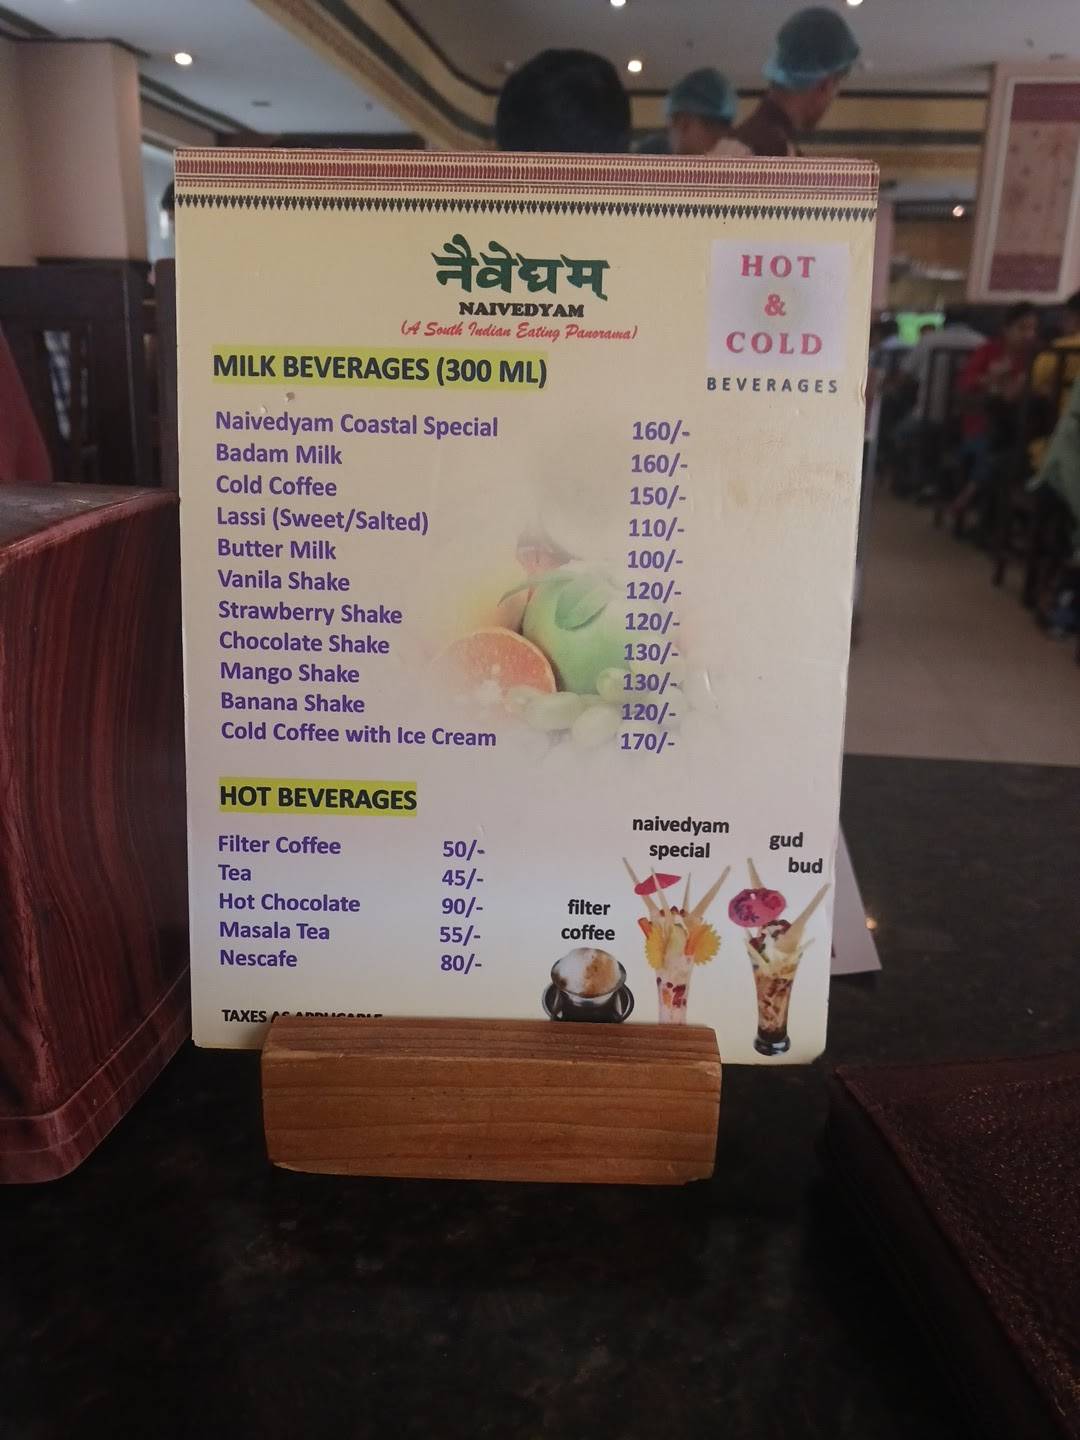 नैवेद्यम्
NAIVEDYAM
(A South Indian Eating Panorama)
HOT
&
COLD
BEVERAGES
MILK BEVERAGES (300 ML)
Naivedyam Coastal Special 160/-
Badam Milk 160/-
Cold Coffee 150/-
Lassi (Sweet/Salted) 110/-
Butter Milk 100/-
Vanila Shake 120/-
Strawberry Shake 120/-
Chocolate Shake 130/-
Mango Shake 130/-
Banana Shake 120/-
Cold Coffee with Ice Cream 170/-
HOT BEVERAGES
Filter Coffee 50/-
Tea 45/-
Hot Chocolate 90/-
Masala Tea 55/-
Nescafe 80/-
filter
coffee
naivedyam
special
gud
bud
TAXES AS APPLICABLE